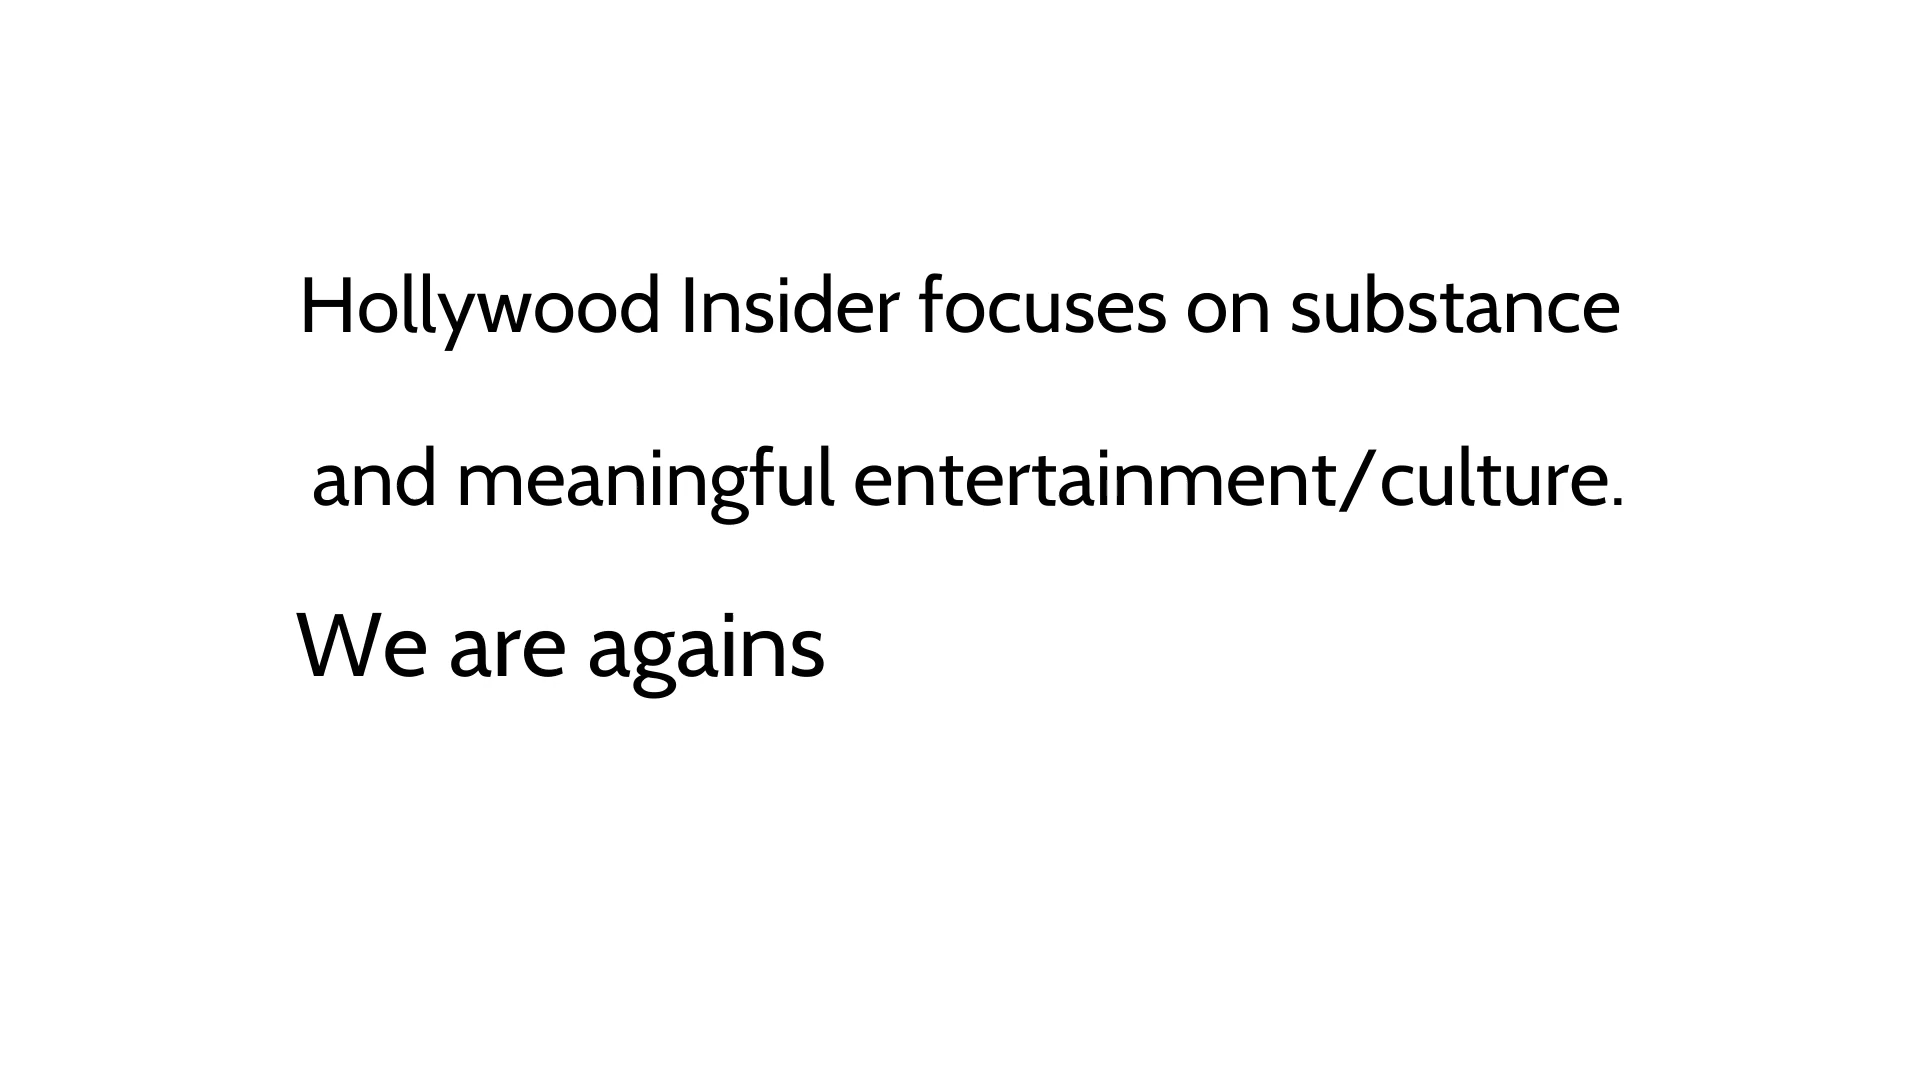 Hollywood Insider focuses on substance
and meaningful entertainment/culture.
We are agains